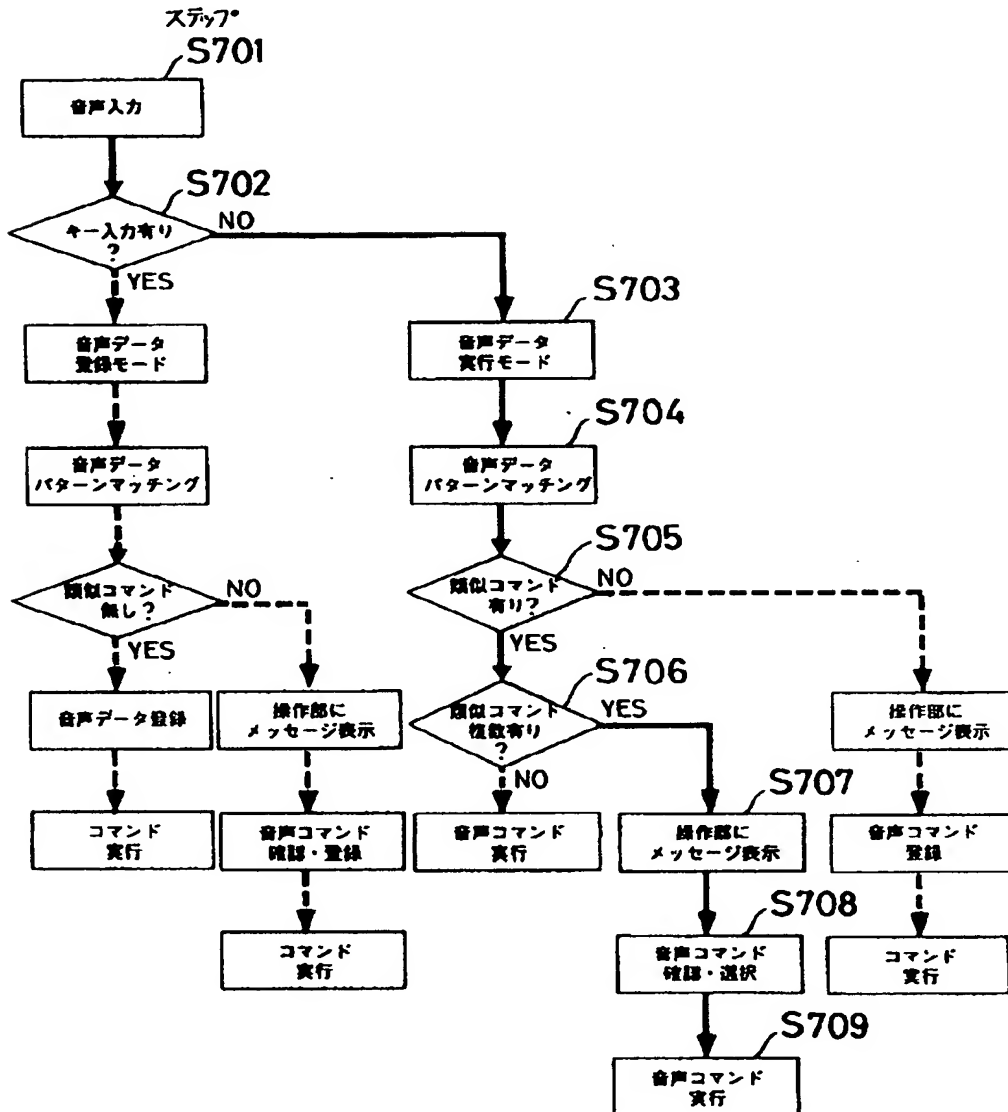 ステップ
S701
音声入力
S702
キー入力有り
?
NO
YES
S703
音声データ
登録モード
音声データ
実行モード
S704
音声データ
パターンマッチング
音声データ
パターンマッチング
S705
類似コマンド
無し?
NO
YES
類似コマンド
有り?
NO
YES
S706
音声データ登録
操作部に
メッセージ表示
類似コマンド
複数有り
?
YES
NO
操作部に
メッセージ表示
S707
コマンド
実行
音声コマンド
確認・登録
音声コマンド
実行
操作部に
メッセージ表示
音声コマンド
登録
S708
コマンド
実行
音声コマンド
確認・選択
コマンド
実行
S709
音声コマンド
実行